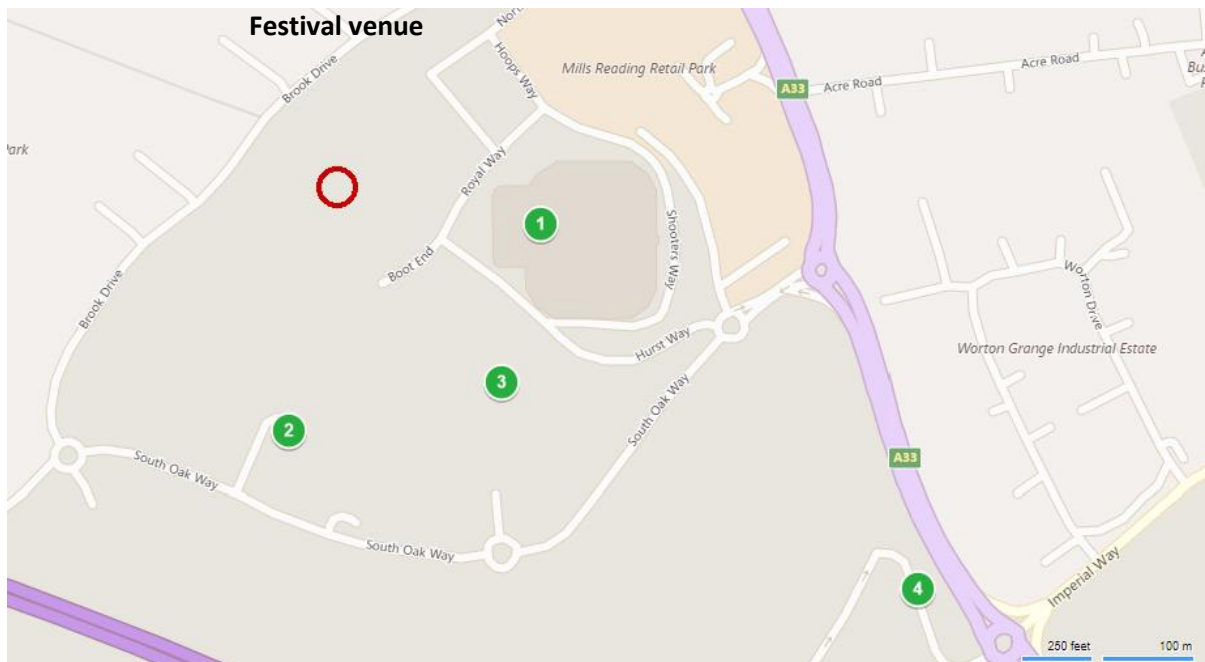 Festival venue
North
Hoops Way
Mills Reading Retail Park
Brook Drive
A33
Acre Road
Acre Road
Park
Royal Way
1
Shooters Way
Boot End
Brook Drive
Worton Drive
Hurst Way
Worton Grange Industrial Estate
3
South Oak Way
2
South Oak Way
A33
South Oak Way
4
Imperial Way
250 feet
100 m